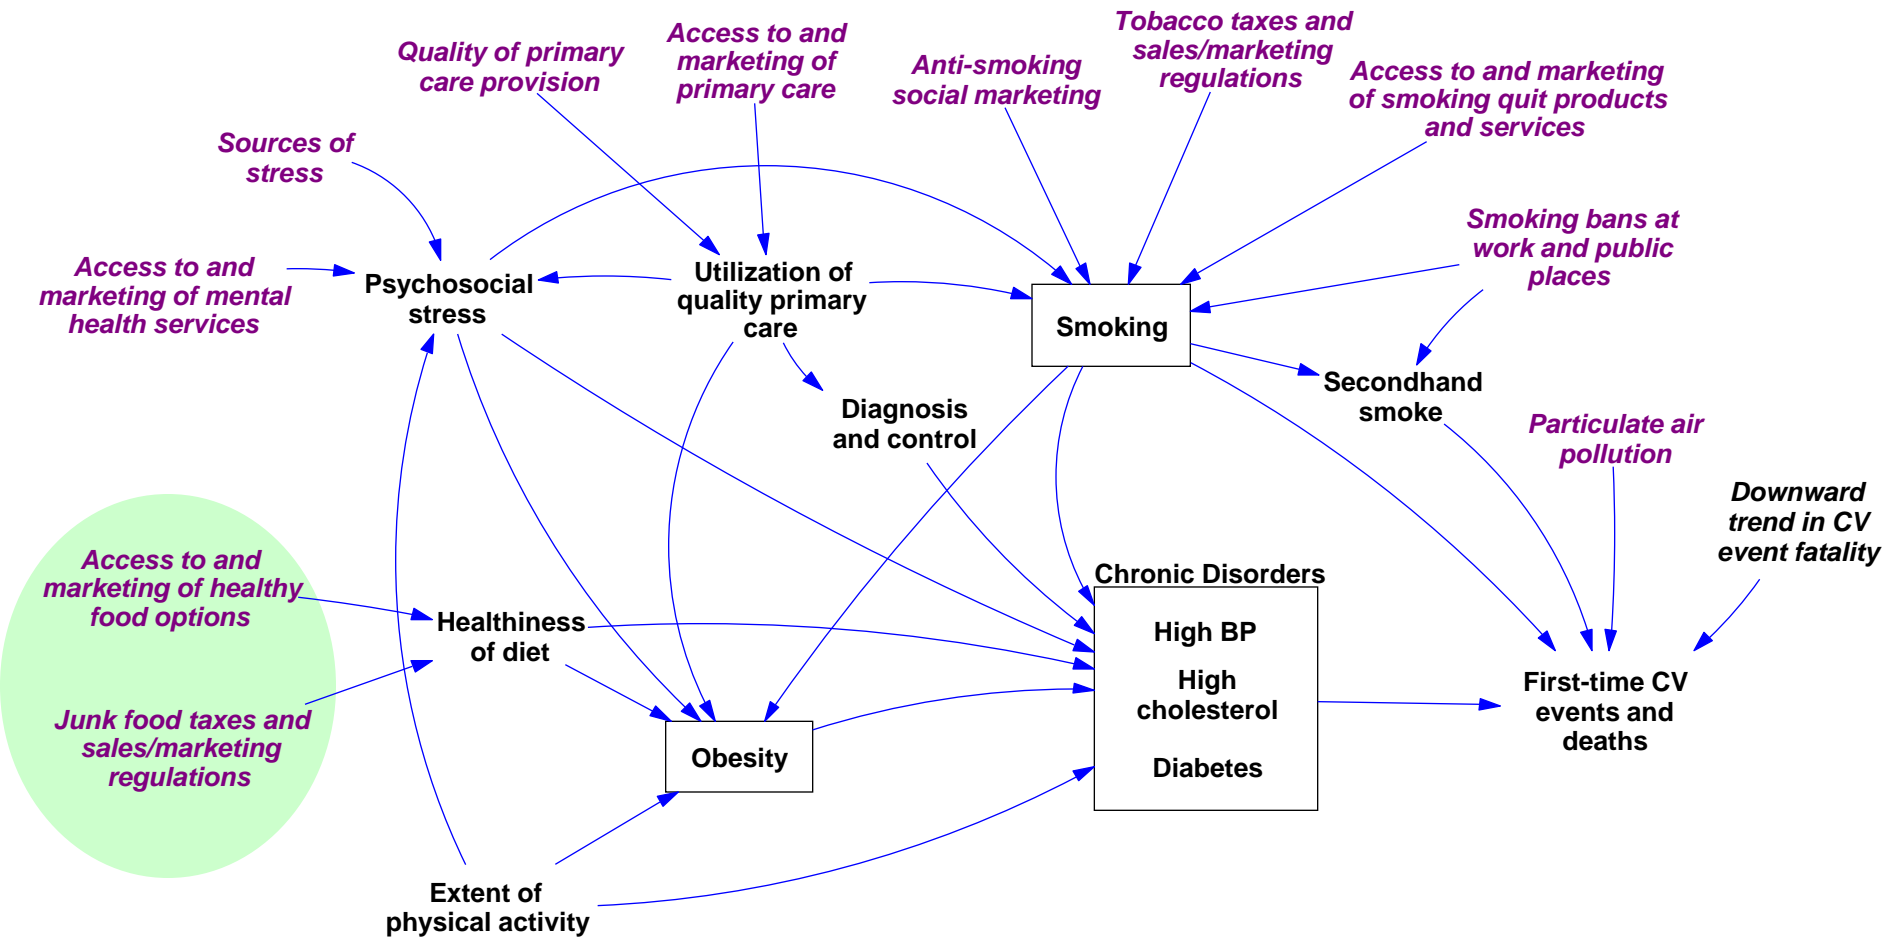 Tobacco taxes and
sales/marketing
regulations
Access to and
marketing of
primary care
Quality of primary
care provision
Anti-smoking
social marketing
Access to and marketing
of smoking quit products
and services
Sources of
stress
Smoking bans at
work and public
places
Access to and
marketing of mental
health services
Psychosocial
stress
Utilization of
quality primary
care
Smoking
Secondhand
smoke
Diagnosis
and control
Particulate air
pollution
Downward
trend in CV
event fatality
Access to and
marketing of healthy
food options
Healthiness
of diet
Chronic Disorders
High BP
High
cholesterol
Diabetes
First-time CV
events and
deaths
Junk food taxes and
sales/marketing
regulations
Obesity
Extent of
physical activity